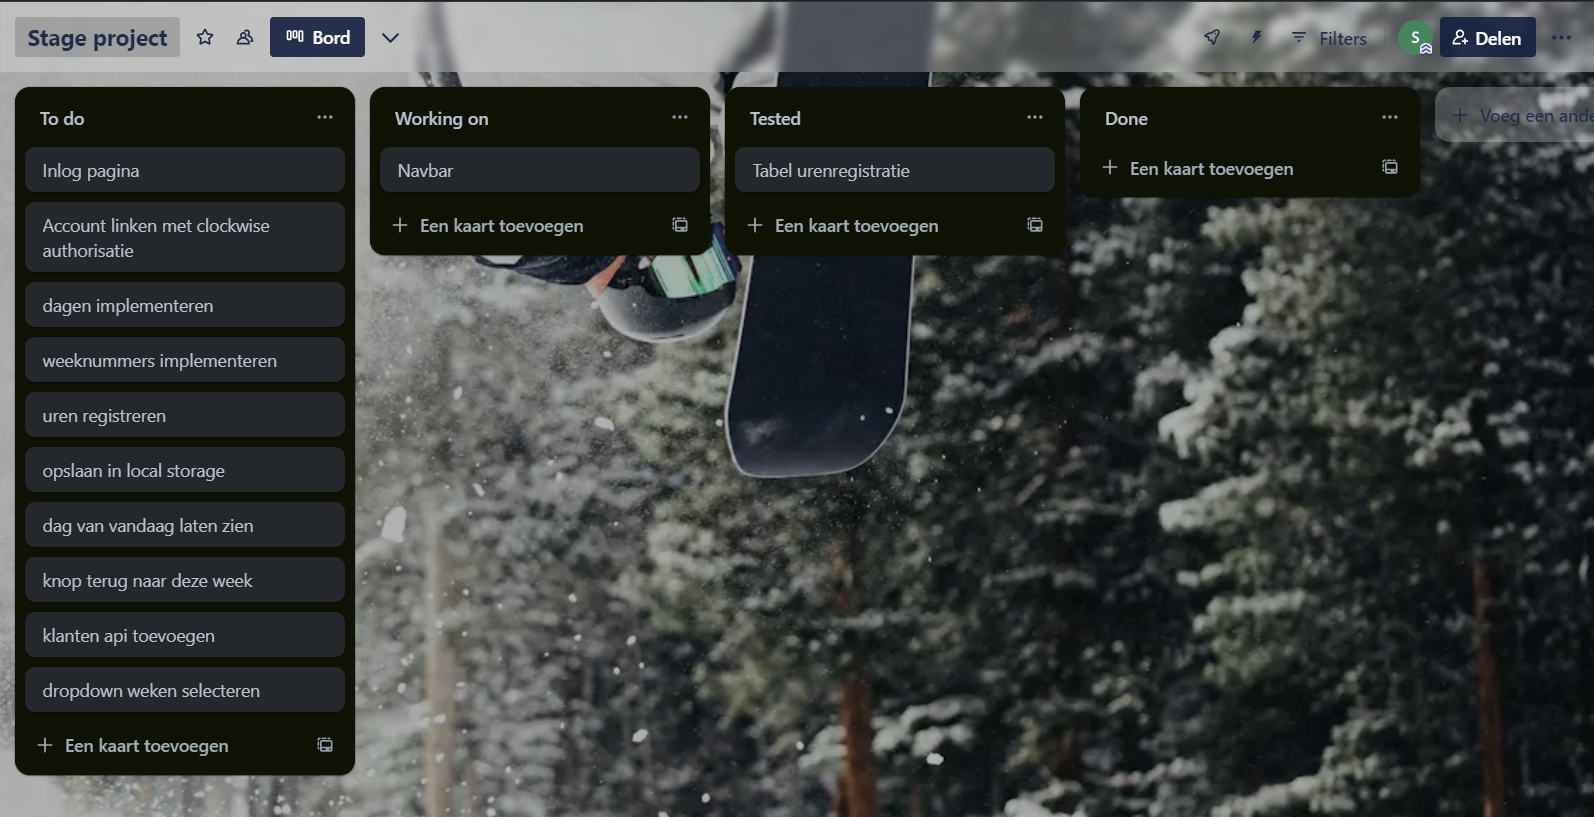 Stage project
Bord
Filters
S
Delen
To do
Inlog pagina
Account linken met clockwise
authorisatie
dagen implementeren
weeknummers implementeren
uren registreren
opslaan in local storage
dag van vandaag laten zien
knop terug naar deze week
klanten api toevoegen
dropdown weken selecteren
Een kaart toevoegen
Working on
Navbar
Een kaart toevoegen
Tested
Tabel urenregistratie
Een kaart toevoegen
Done
Een kaart toevoegen
Voeg een ande